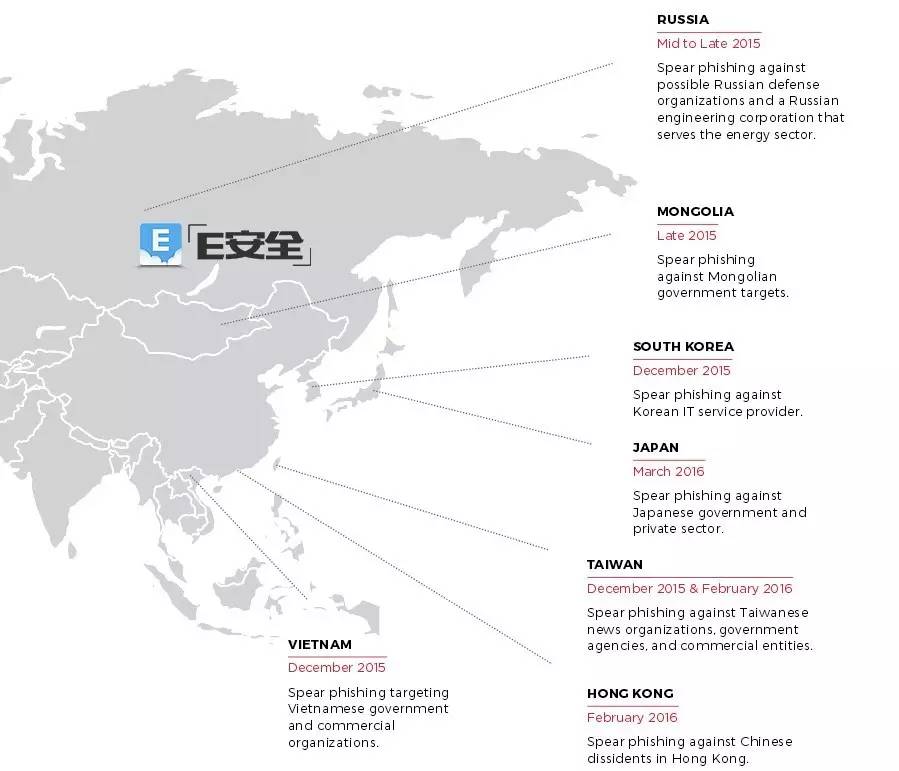 RUSSIA
Mid to Late 2015
Spear phishing against
possible Russian defense
organizations and a Russian
engineering corporation that
serves the energy sector.
MONGOLIA
Late 2015
Spear phishing
against Mongolian
government targets.
E
E安全
SOUTH KOREA
December 2015
Spear phishing against
Korean IT service provider.
JAPAN
March 2016
Spear phishing against
Japanese government and
private sector.
TAIWAN
December 2015 & February 2016
Spear phishing against Taiwanese
news organizations, government
agencies, and commercial entities.
VIETNAM
December 2015
Spear phishing targeting
Vietnamese government
and commercial
organizations.
HONG KONG
February 2016
Spear phishing against Chinese
dissidents in Hong Kong.